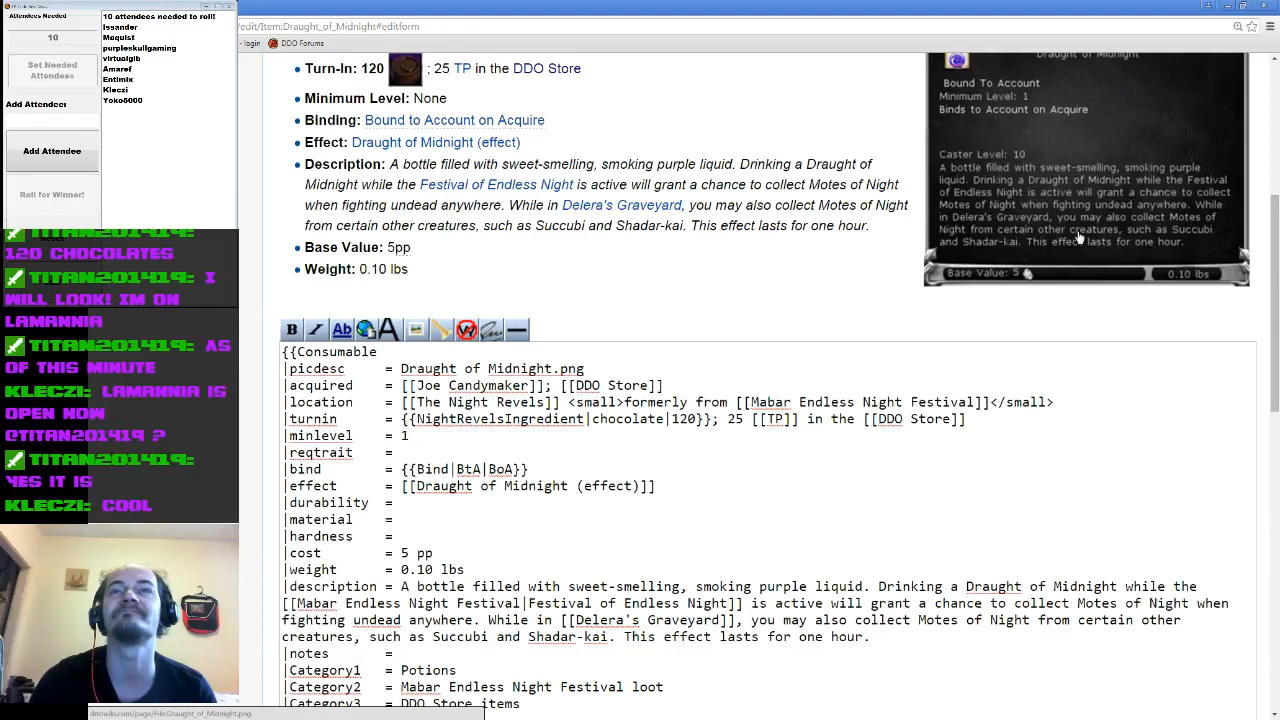 /edit/Item:Draught_of_Midnight#editform
- login DDO Forums
Attendees Needed
10
Set Needed
Attendees
Add Attendee:
Add Attendee
Roll for Winner!
10 attendees needed to roll!
Issander
Maquist
purpleskullgaming
virtualgib
Amaref
Entimix
Kleczi
Yoko5000
TITAN201419:
120 CHOCOLATES
TITAN201419: I
WILL LOOK! IM ON
LAMANNIA
TITAN201419: AS
OF THIS MINUTE
KLECZI: LAMANNIA IS
OPEN NOW
@TITAN201419 ?
TITAN201419:
YES IT IS
KLECZI: COOL
Turn-In: 120 ; 25 TP in the DDO Store
Minimum Level: None
Binding: Bound to Account on Acquire
Effect: Draught of Midnight (effect)
Description: A bottle filled with sweet-smelling, smoking purple liquid. Drinking a Draught of
Midnight while the Festival of Endless Night is active will grant a chance to collect Motes of Night
when fighting undead anywhere. While in Delera's Graveyard, you may also collect Motes of Night
from certain other creatures, such as Succubi and Shadar-kai. This effect lasts for one hour.
Base Value: 5pp
Weight: 0.10 lbs
Draught of Midnight
Bound To Account
Minimum Level: 1
Binds to Account on Acquire
Caster Level: 10
A bottle filled with sweet-smelling, smoking purple
liquid. Drinking a Draught of Midnight while the Festival
of Endless Night is active will grant a chance to collect
Motes of Night when fighting undead anywhere. While
in Delera's Graveyard, you may also collect Motes of
Night from certain other creatures, such as Succubi
and Shadar-kai. This effect lasts for one hour.
Base Value: 5
0.10 lbs
B I Ab A W
{{Consumable
|picdesc = Draught of Midnight.png
|acquired = [[Joe Candymaker]]; [[DDO Store]]
|location = [[The Night Revels]] <small>formerly from [[Mabar Endless Night Festival]]</small>
|turnin = {{NightRevelsIngredient|chocolate|120}}; 25 [[TP]] in the [[DDO Store]]
|minlevel = 1
|reqtrait =
|bind = {{Bind|BtA|BoA}}
|effect = [[Draught of Midnight (effect)]]
|durability =
|material =
|hardness =
|cost = 5 pp
|weight = 0.10 lbs
|description = A bottle filled with sweet-smelling, smoking purple liquid. Drinking a Draught of Midnight while the
[[Mabar Endless Night Festival|Festival of Endless Night]] is active will grant a chance to collect Motes of Night when
fighting undead anywhere. While in [[Delera's Graveyard]], you may also collect Motes of Night from certain other
creatures, such as Succubi and Shadar-kai. This effect lasts for one hour.
|notes =
|Category1 = Potions
|Category2 = Mabar Endless Night Festival loot
|Category3 = DDO Store items
ddowiki.com/page/File:Draught_of_Midnight.png